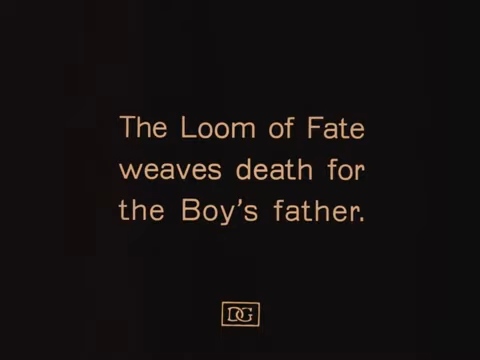 The Loom of Fate
weaves death for
the Boy's father.
DG